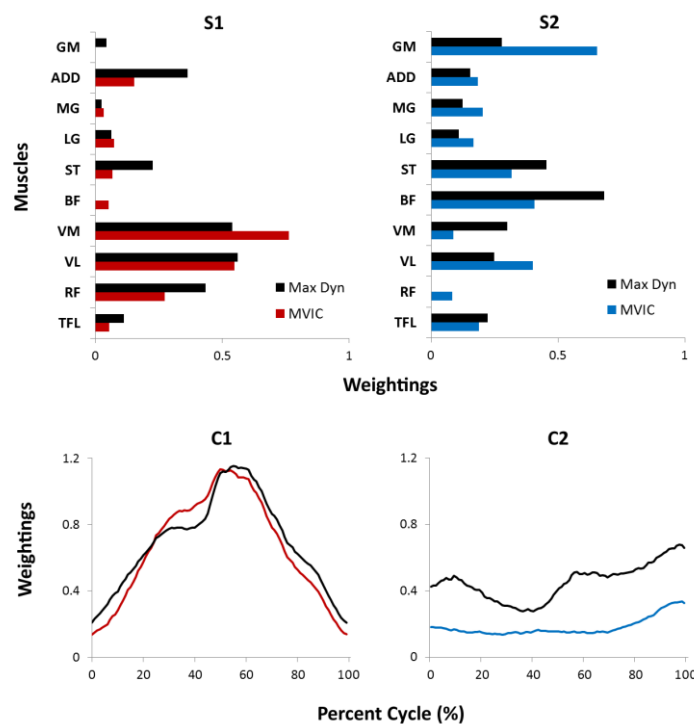 S1
S2
GM
ADD
MG
LG
ST
BF
VM
VL
RF
TFL
Muscles
Max Dyn
MVIC
0
0.5
1
GM
ADD
MG
LG
ST
BF
VM
VL
RF
TFL
Max Dyn
MVIC
0
0.5
1
Weightings
C1
C2
Weightings
1.2
0.8
0.4
0
0
20
40
60
80
100
1.2
0.8
0.4
0
0
20
40
60
80
100
Percent Cycle (%)